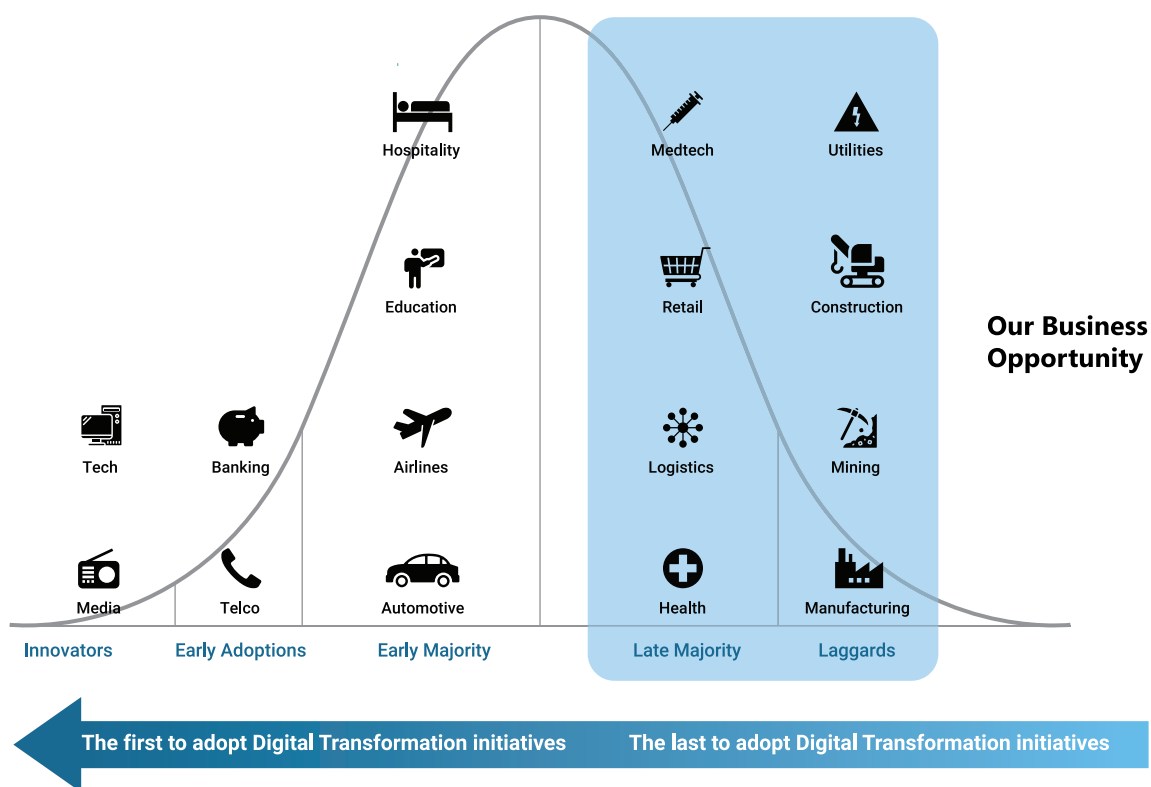 Hospitality
Medtech
Utilities
Education
Retail
Construction
Our Business
Opportunity
Tech
Banking
Airlines
Logistics
Mining
Media
Telco
Automotive
Health
Manufacturing
Innovators
Early Adoptions
Early Majority
Late Majority
Laggards
The first to adopt Digital Transformation initiatives
The last to adopt Digital Transformation initiatives